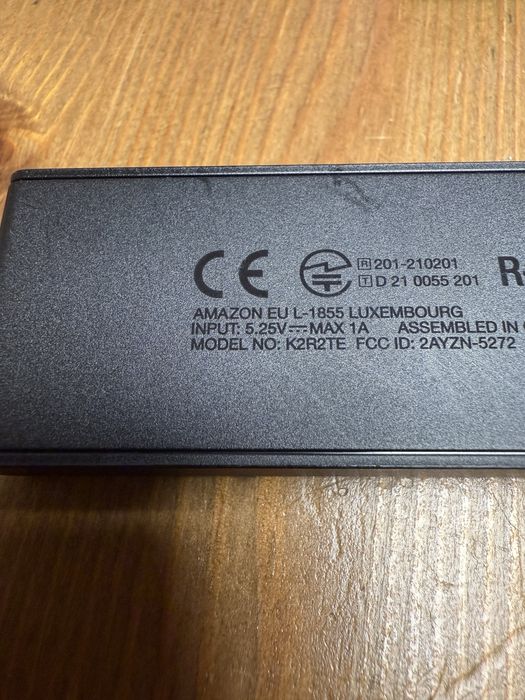 CE R 201-210201 R-
T D 21 0055 201
AMAZON EU L-1855 LUXEMBOURG
INPUT: 5.25V⎓MAX 1A ASSEMBLED IN
MODEL NO: K2R2TE FCC ID: 2AYZN-5272